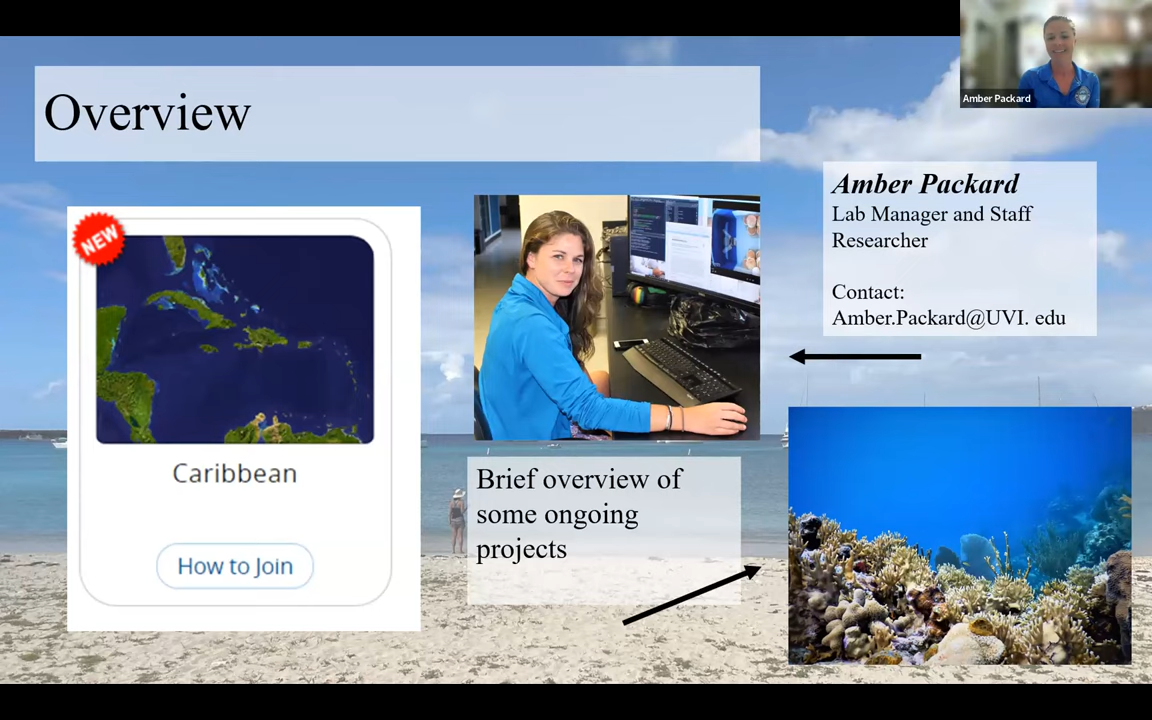 Overview
Amber Packard
NEW
Caribbean
How to Join
Brief overview of
some ongoing
projects
Amber Packard
Lab Manager and Staff
Researcher
Contact:
Amber.Packard@UVI. edu